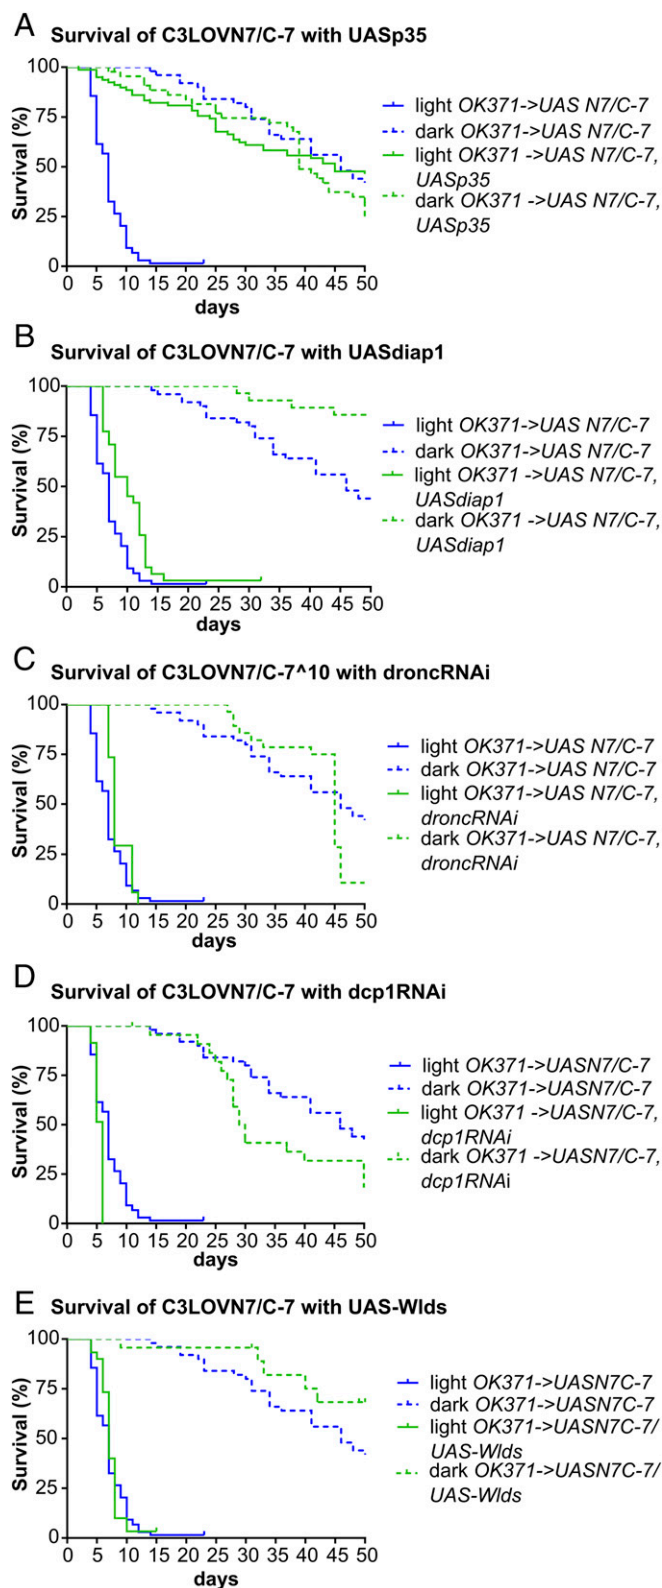 A Survival of C3LOVN7/C-7 with UASp35
Survival (%)
100
75
50
25
0
0 5 10 15 20 25 30 35 40 45 50
days
light OK371->UAS N7/C-7
dark OK371->UAS N7/C-7
light OK371 ->UAS N7/C-7,
UASp35
dark OK371 ->UAS N7/C-7,
UASp35
B Survival of C3LOVN7/C-7 with UASdiap1
Survival (%)
100
75
50
25
0
0 5 10 15 20 25 30 35 40 45 50
days
light OK371->UAS N7/C-7
dark OK371->UAS N7/C-7
light OK371 ->UAS N7/C-7,
UASdiap1
dark OK371 ->UAS N7/C-7,
UASdiap1
C Survival of C3LOVN7/C-7^10 with droncRNAi
Survival (%)
100
75
50
25
0
0 5 10 15 20 25 30 35 40 45 50
days
light OK371->UAS N7/C-7
dark OK371->UAS N7/C-7
light OK371->UAS N7/C-7,
droncRNAi
dark OK371->UAS N7/C-7,
droncRNAi
D Survival of C3LOVN7/C-7 with dcp1RNAi
Survival (%)
100
75
50
25
0
0 5 10 15 20 25 30 35 40 45 50
days
light OK371->UASN7/C-7
dark OK371->UASN7/C-7
light OK371 ->UASN7/C-7,
dcp1RNAi
dark OK371 ->UASN7/C-7,
dcp1RNAi
E Survival of C3LOVN7/C-7 with UAS-Wlds
Survival (%)
100
75
50
25
0
0 5 10 15 20 25 30 35 40 45 50
days
light OK371->UASN7C-7
dark OK371->UASN7C-7
light OK371->UASN7C-7/
UAS-Wlds
dark OK371->UASN7C-7/
UAS-Wlds